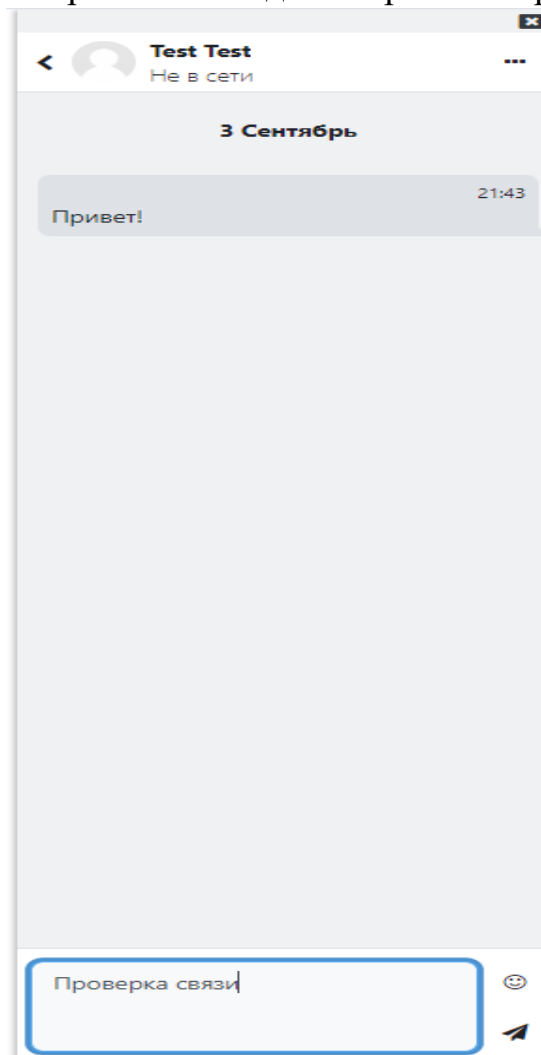 Test Test
Не в сети
3 Сентябрь
21:43
Привет!
Проверка связи